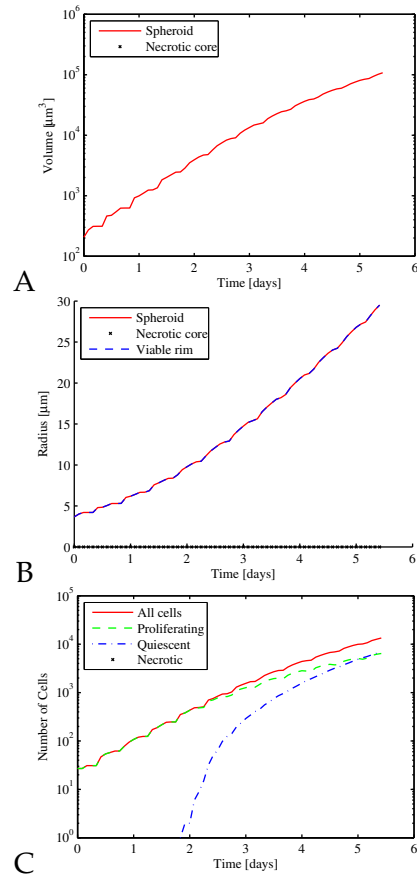 10^6
10^5
10^4
10^3
10^2
Volume [μm^3]
Spheroid
Necrotic core
0 1 2 3 4 5 6
Time [days]
A
30
25
20
15
10
5
0
Radius [μm]
Spheroid
Necrotic core
Viable rim
0 1 2 3 4 5 6
Time [days]
B
10^5
10^4
10^3
10^2
10^1
10^0
Number of Cells
All cells
Proliferating
Quiescent
Necrotic
0 1 2 3 4 5 6
Time [days]
C